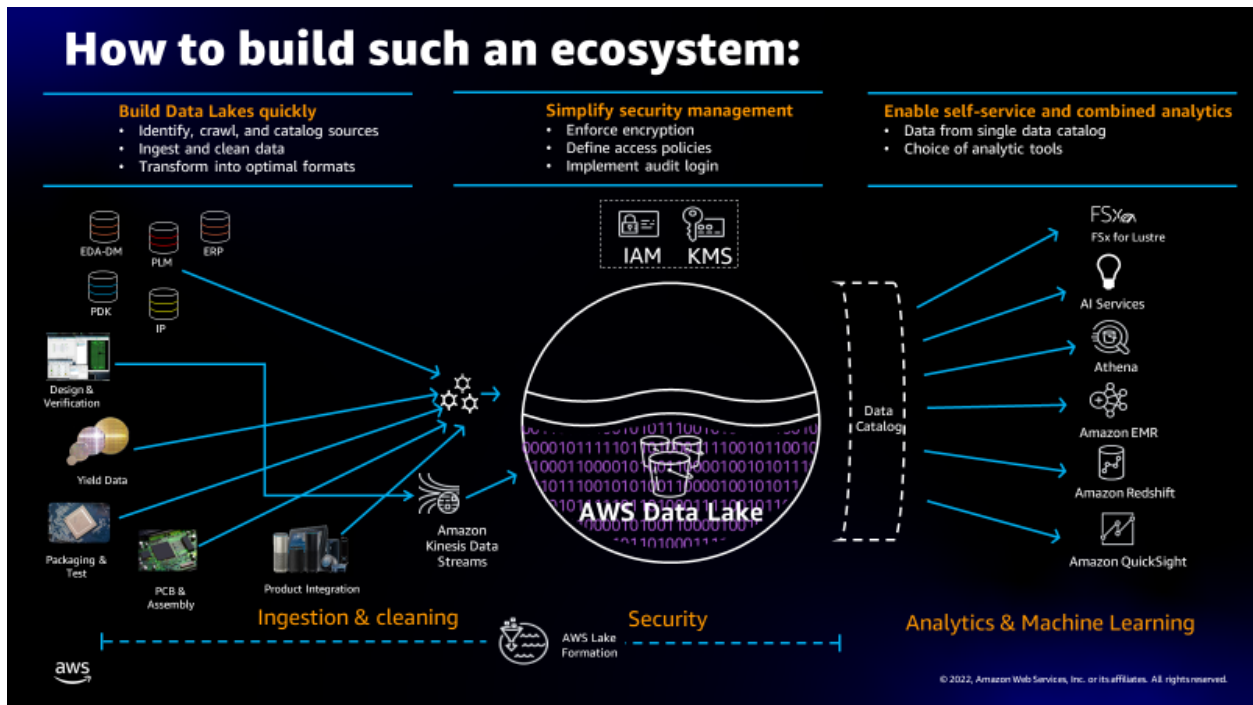 How to build such an ecosystem:
Build Data Lakes quickly
• Identify, crawl, and catalog sources
• Ingest and clean data
• Transform into optimal formats
Simplify security management
• Enforce encryption
• Define access policies
• Implement audit login
Enable self-service and combined analytics
• Data from single data catalog
• Choice of analytic tools
EDA-DM
PLM
ERP
PDK
IP
Design &
Verification
Yield Data
Packaging &
Test
PCB &
Assembly
Product Integration
Amazon
Kinesis Data
Streams
IAM
KMS
AWS Data Lake
Data
Catalog
FSx
FSx for Lustre
AI Services
Athena
Amazon EMR
Amazon Redshift
Amazon QuickSight
Ingestion & cleaning
AWS Lake
Formation
Security
Analytics & Machine Learning
aws
© 2022, Amazon Web Services, Inc. or its affiliates. All rights reserved.